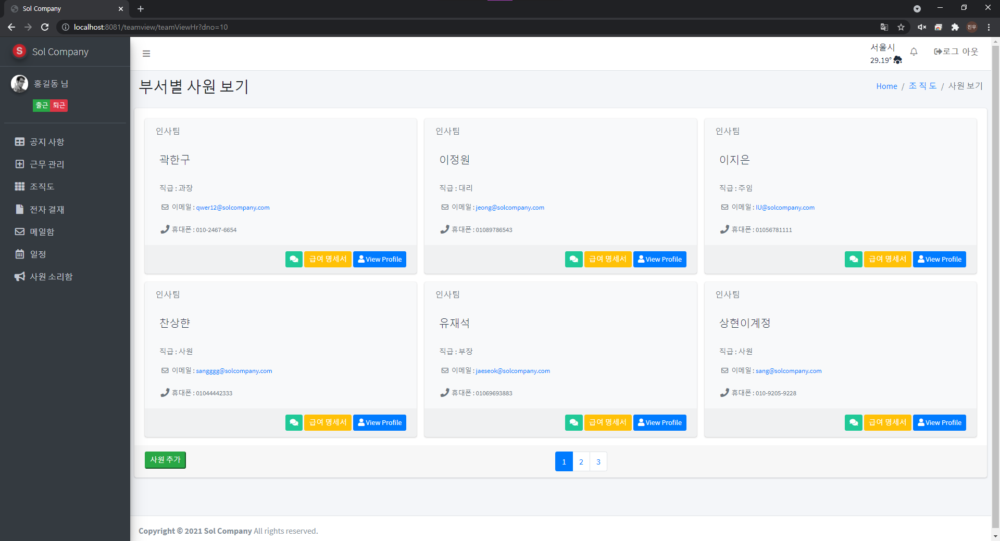 Sol Company
localhost:8081/teamview/teamViewHr?dno=10
진우
S Sol Company
서울시
29.19°
로그 아웃
홍길동 님
출근 퇴근
부서별 사원 보기
Home / 조 직 도 / 사원 보기
공지 사항
근무 관리
조직도
전자 결재
메일함
일정
사원 소리함
인사팀
곽한구
직급 : 과장
이메일 : qwer12@solcompany.com
휴대폰 : 010-2467-6654
급여 명세서 View Profile
인사팀
이정원
직급 : 대리
이메일 : jeong@solcompany.com
휴대폰 : 01089786543
급여 명세서 View Profile
인사팀
이지은
직급 : 주임
이메일 : IU@solcompany.com
휴대폰 : 01056781111
급여 명세서 View Profile
인사팀
찬상햔
직급 : 사원
이메일 : sangggg@solcompany.com
휴대폰 : 01044442333
급여 명세서 View Profile
인사팀
유재석
직급 : 부장
이메일 : jaeseok@solcompany.com
휴대폰 : 01069693883
급여 명세서 View Profile
인사팀
상현이계정
직급 : 사원
이메일 : sang@solcompany.com
휴대폰 : 010-9205-9228
급여 명세서 View Profile
사원 추가
1 2 3
Copyright © 2021 Sol Company All rights reserved.